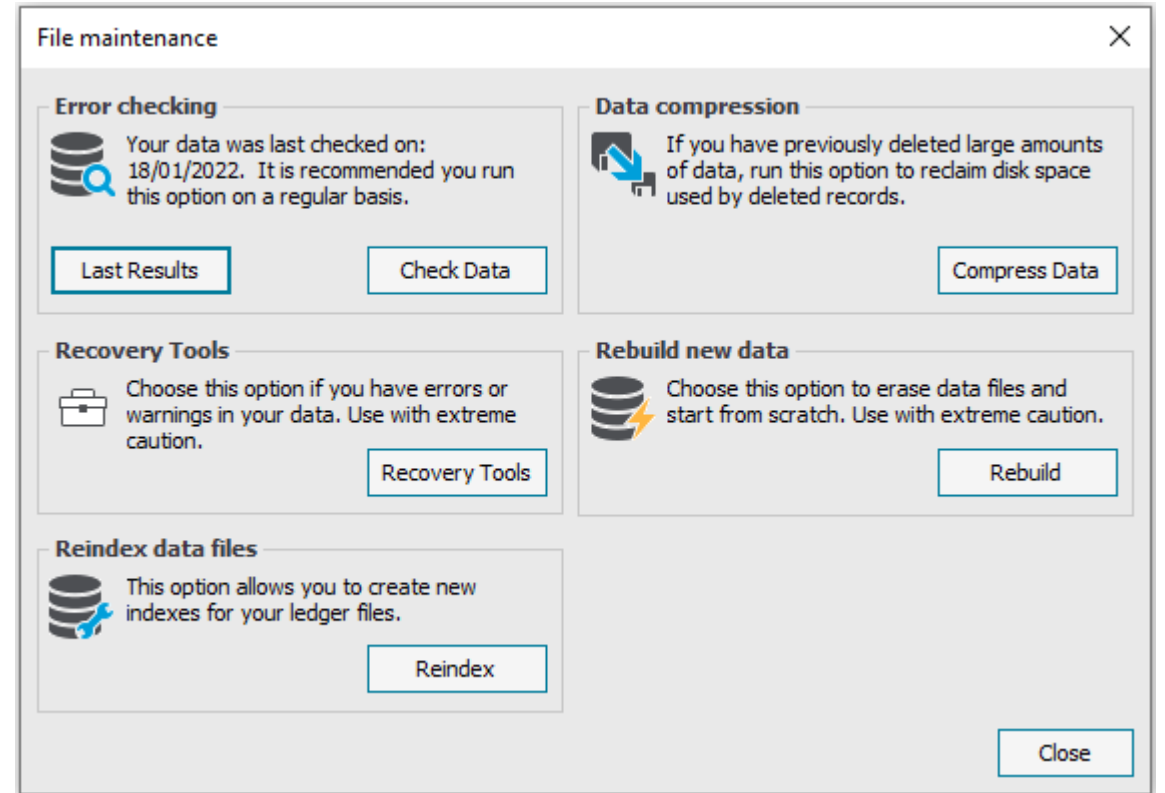 File maintenance
Error checking
Your data was last checked on:
18/01/2022.  It is recommended you run
this option on a regular basis.
Last Results
Check Data
Data compression
If you have previously deleted large amounts
of data, run this option to reclaim disk space
used by deleted records.
Compress Data
Recovery Tools
Choose this option if you have errors or
warnings in your data. Use with extreme
caution.
Recovery Tools
Rebuild new data
Choose this option to erase data files and
start from scratch. Use with extreme caution.
Rebuild
Reindex data files
This option allows you to create new
indexes for your ledger files.
Reindex
Close